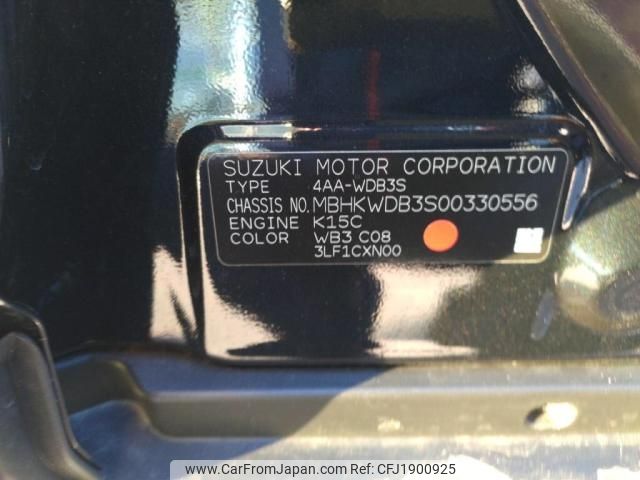 SUZUKI MOTOR CORPORATION
TYPE 4AA-WDB3S
CHASSIS NO. MBHKWDB3S00330556
ENGINE K15C
COLOR WB3 C08
3LF1CXN00
www.CarFromJapan.com Ref No: CFJ1900925